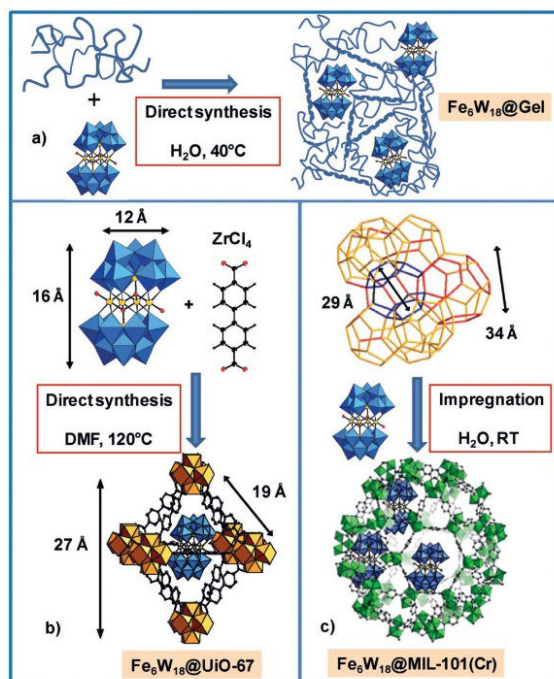 +
a)
Direct synthesis
H₂O, 40°C
Fe₆W₁₈@Gel
12 Å
16 Å
+
ZrCl₄
Direct synthesis
DMF, 120°C
27 Å
19 Å
b)
Fe₆W₁₈@UiO-67
29 Å
34 Å
Impregnation
H₂O, RT
c)
Fe₆W₁₈@MIL-101(Cr)